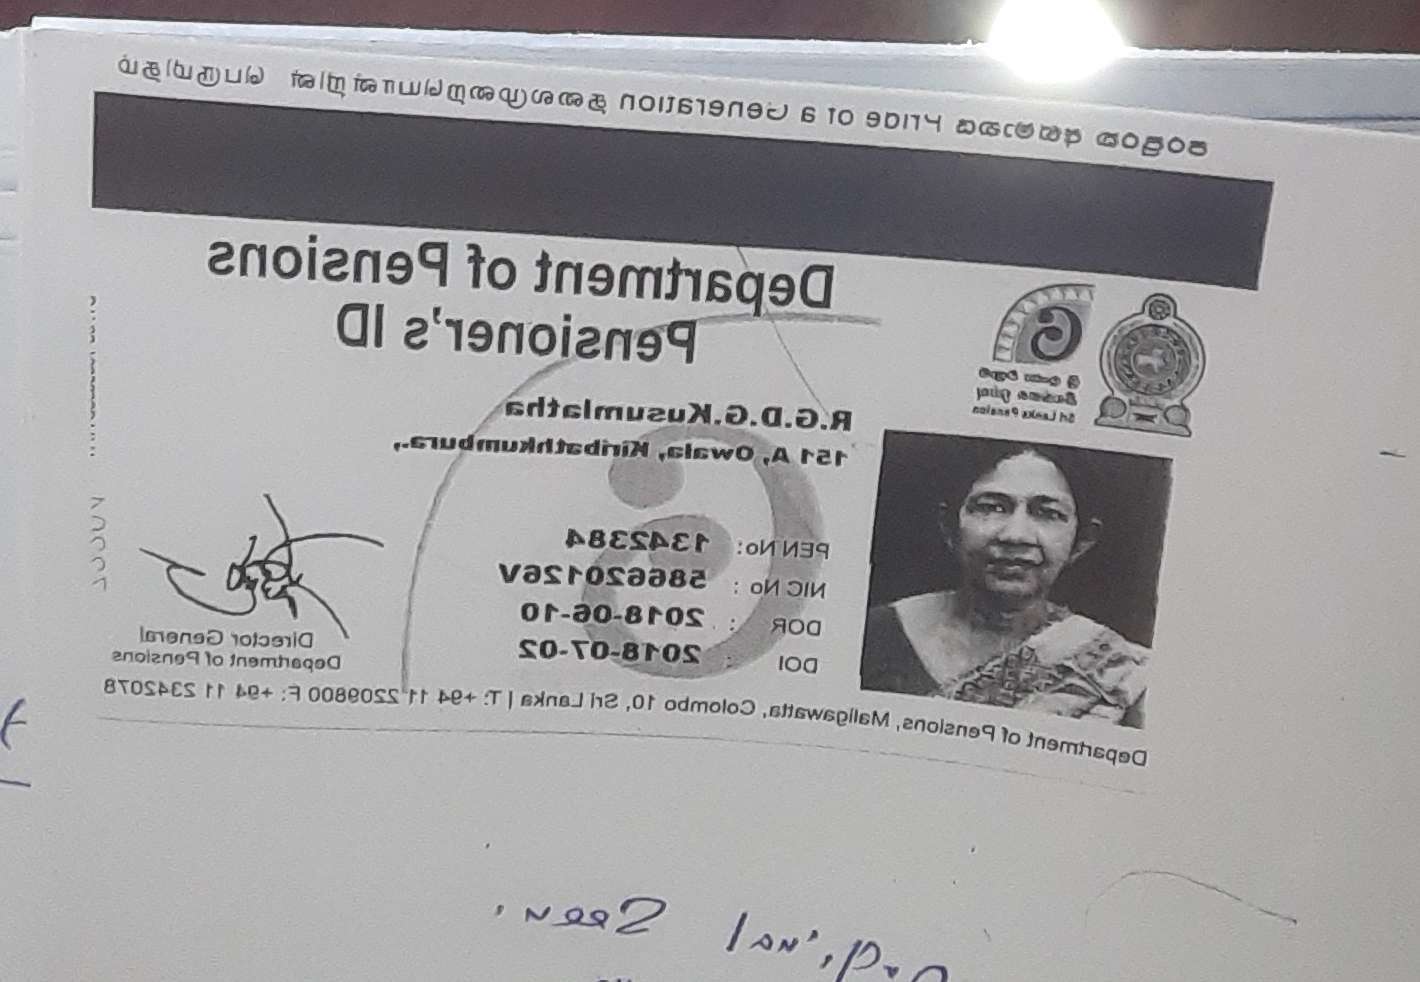 පරපුරක අභිමානය Pride of a Generation தலைமுறையொன்றின் பெருமிதம்
Department of Pensions
Pensioner's ID
Sri Lanka Pension
R.G.D.G.Kusumlatha
151 A, Owala, Kiribathkumbura.,
PEN No: 1342384
NIC No : 586620126V
DOR : 2018-06-10
DOI : 2018-07-02
Director General
Department of Pensions
Department of Pensions, Maligawatta, Colombo 10, Sri Lanka | T: +94 11 2209800 F: +94 11 2342078
Original Seen.